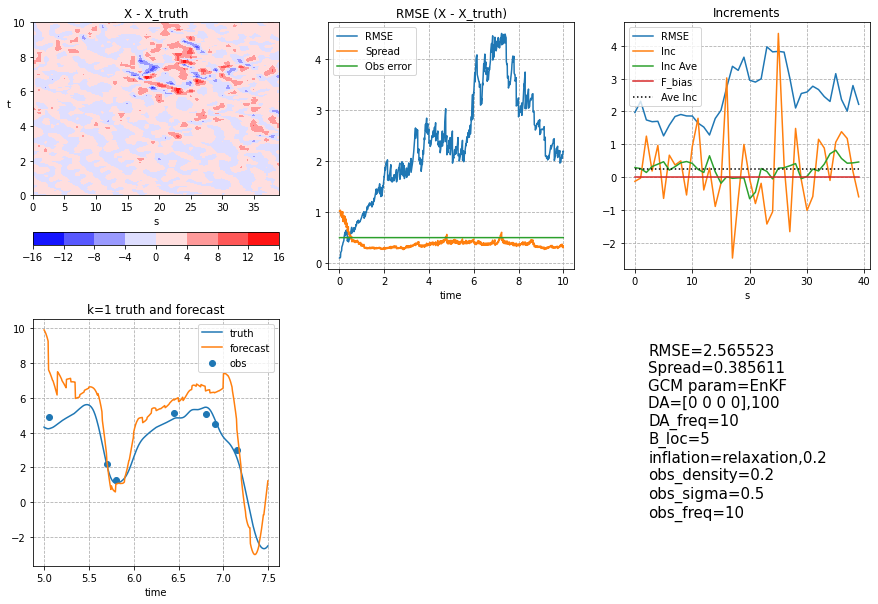 X - X_truth
10
8
6
4
2
0
t
0 5 10 15 20 25 30 35
s
−16 −12 −8 −4 0 4 8 12 16
RMSE (X - X_truth)
RMSE
Spread
Obs error
4
3
2
1
0
0 2 4 6 8 10
time
Increments
RMSE
Inc
Inc Ave
F_bias
Ave Inc
4
3
2
1
0
−1
−2
0 10 20 30 40
s
k=1 truth and forecast
truth
forecast
obs
10
8
6
4
2
0
−2
5.0 5.5 6.0 6.5 7.0 7.5
time
RMSE=2.565523
Spread=0.385611
GCM param=EnKF
DA=[0 0 0 0],100
DA_freq=10
B_loc=5
inflation=relaxation,0.2
obs_density=0.2
obs_sigma=0.5
obs_freq=10